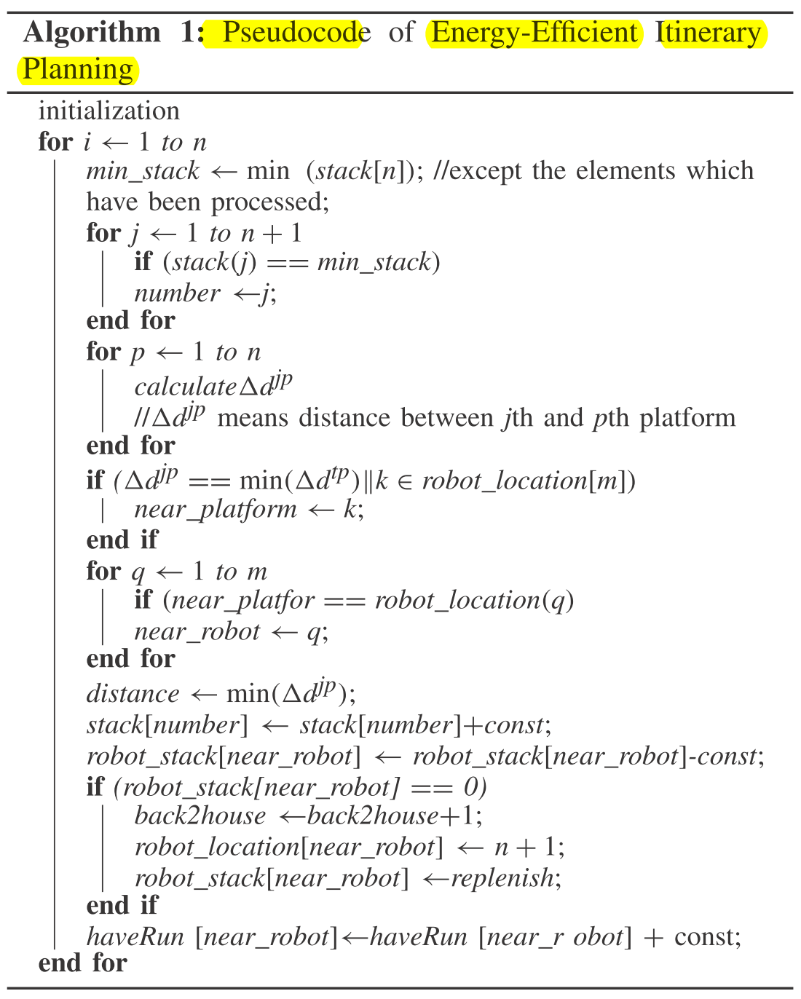 Algorithm 1: Pseudocode of Energy-Efficient Itinerary
Planning
initialization
for i ← 1 to n
min_stack ← min (stack[n]); //except the elements which
have been processed;
for j ← 1 to n + 1
if (stack(j) == min_stack)
number ←j;
end for
for p ← 1 to n
calculate Δd^{jp}
//Δd^{jp} means distance between jth and pth platform
end for
if (Δd^{jp} == min(Δd^{tp})‖k ∈ robot_location[m])
near_platform ← k;
end if
for q ← 1 to m
if (near_platfor == robot_location(q)
near_robot ← q;
end for
distance ← min(Δd^{jp});
stack[number] ← stack[number]+const;
robot_stack[near_robot] ← robot_stack[near_robot]-const;
if (robot_stack[near_robot] == 0)
back2house ←back2house+1;
robot_location[near_robot] ← n + 1;
robot_stack[near_robot] ←replenish;
end if
haveRun [near_robot]←haveRun [near_r obot] + const;
end for